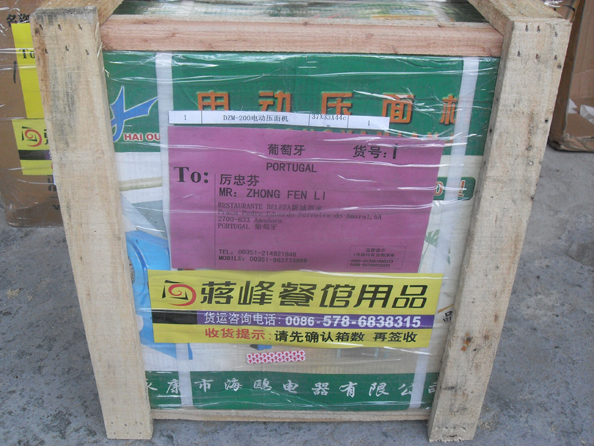 电动压面机
HAI OU
1 DZM-200电动压面机 37X33X44c 1
葡萄牙 货号:1
PORTUGAL
To: 厉忠芬
MR: ZHONG FEN LI
RESTAURANTE
PORTUGAL 葡萄牙
TEL: 00351-
MOBILE: 00351-
蒋峰餐馆用品
货运咨询电话: 0086-578-6838315
收货提示: 请先确认箱数 再签收
永康市海鸥电器有限公司